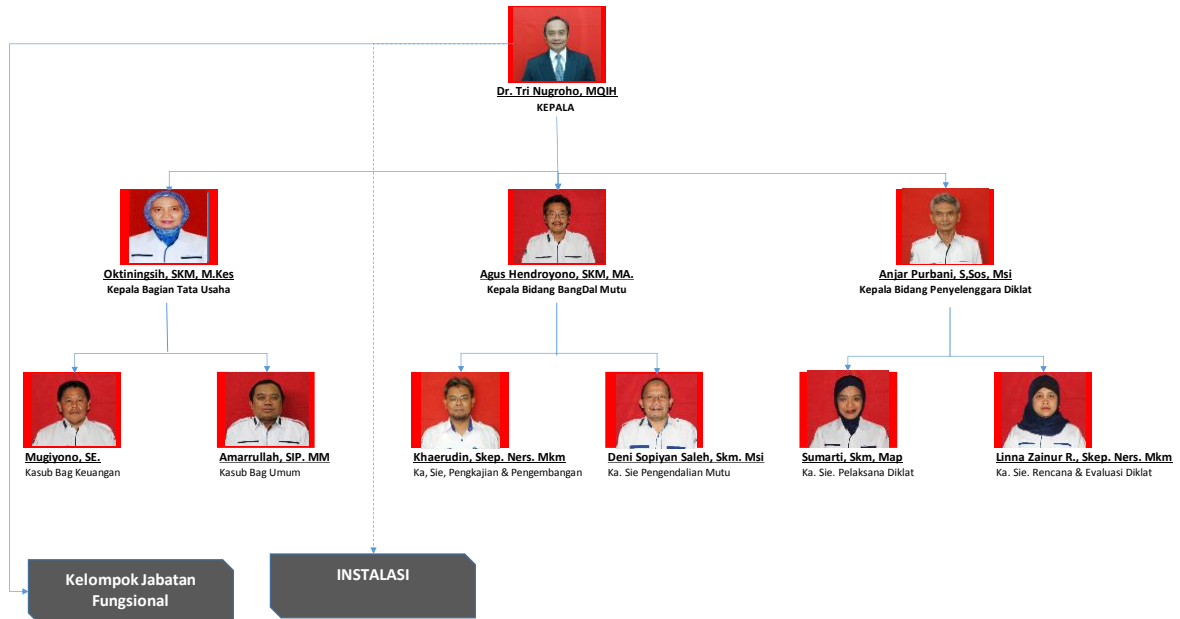 Dr. Tri Nugroho, MQIH
KEPALA
Oktiningsih, SKM, M.Kes
Kepala Bagian Tata Usaha
Agus Hendroyono, SKM, MA.
Kepala Bidang BangDal Mutu
Anjar Purbani, S,Sos, Msi
Kepala Bidang Penyelenggara Diklat
Mugiyono, SE.
Kasub Bag Keuangan
Amarrullah, SIP. MM
Kasub Bag Umum
Khaerudin, Skep. Ners. Mkm
Ka, Sie, Pengkajian & Pengembangan
Deni Sopiyan Saleh, Skm. Msi
Ka. Sie Pengendalian Mutu
Sumarti, Skm, Map
Ka. Sie. Pelaksana Diklat
Linna Zainur R., Skep. Ners. Mkm
Ka. Sie. Rencana & Evaluasi Diklat
Kelompok Jabatan
Fungsional
INSTALASI